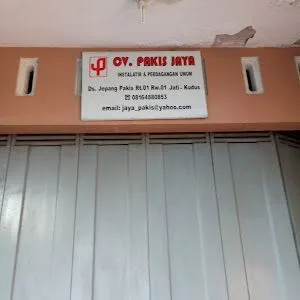 CV. PAKIS JAYA
INSTALATIR & PERDAGANGAN UMUM
Ds. Jepang Pakis Rt.01 Rw.01 Jati - Kudus
☎ 08164880853
email: jaya_pakis@yahoo.com